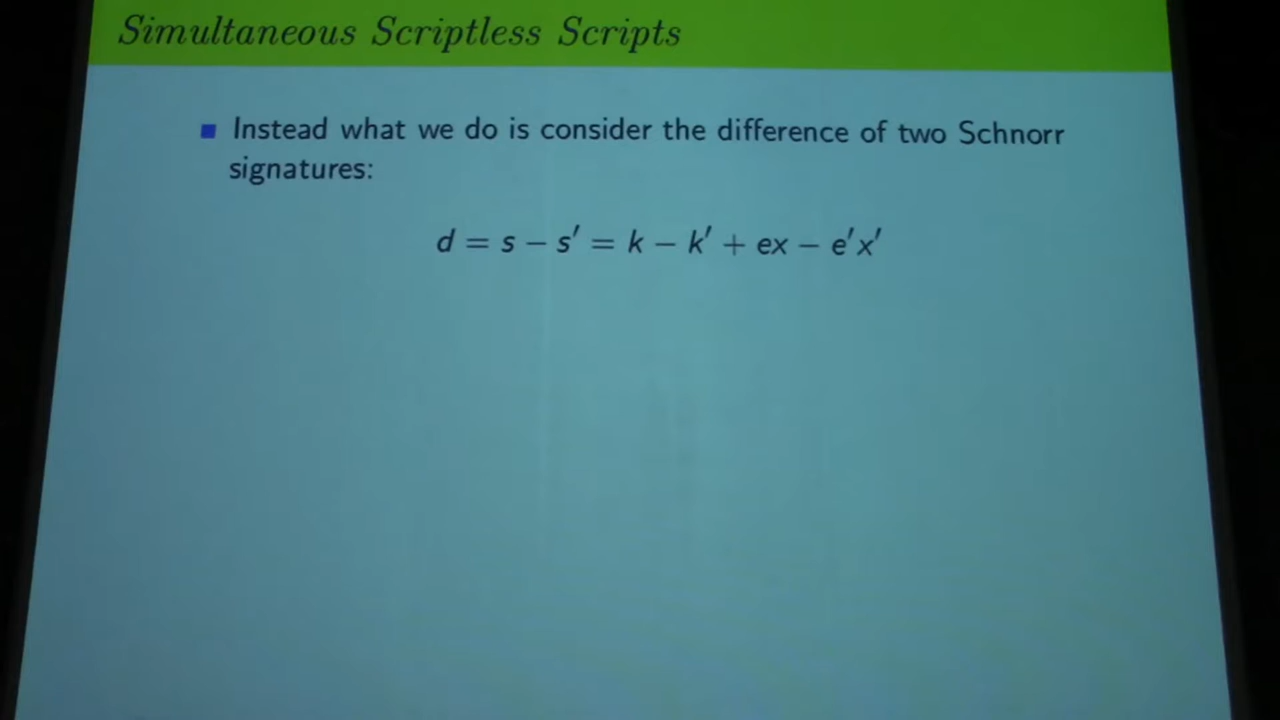 Simultaneous Scriptless Scripts
Instead what we do is consider the difference of two Schnorr
signatures:
d = s − s′ = k − k′ + ex − e′x′